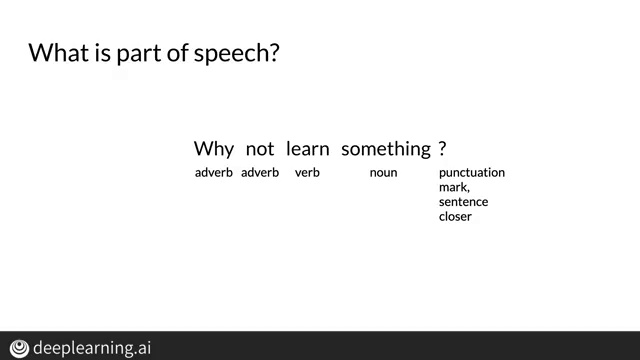 What is part of speech?
Why not learn something ?
adverb adverb verb noun punctuation
mark,
sentence
closer
deeplearning.ai